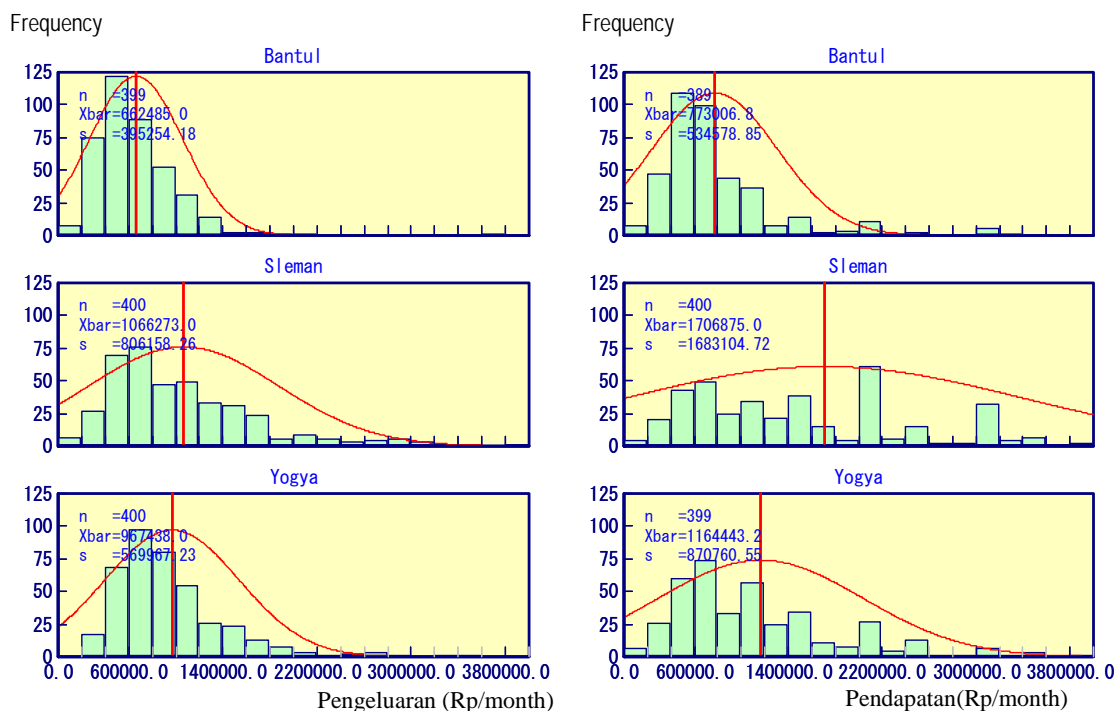 Frequency
Bantul
125
100
75
50
25
0
n =399
Xbar=662485.0
s =395254.18
Sleman
125
100
75
50
25
0
n =400
Xbar=1066273.0
s =806158.26
Yogya
125
100
75
50
25
0
n =400
Xbar=967438.0
s =569967.23
0.0 600000.0 1400000.0 2200000.0 3000000.0 3800000.0
Pengeluaran (Rp/month)
Frequency
Bantul
125
100
75
50
25
0
n =389
Xbar=773006.8
s =534578.85
Sleman
125
100
75
50
25
0
n =400
Xbar=1706875.0
s =1683104.72
Yogya
125
100
75
50
25
0
n =399
Xbar=1164443.2
s =870760.55
0.0 600000.0 1400000.0 2200000.0 3000000.0 3800000.0
Pendapatan(Rp/month)